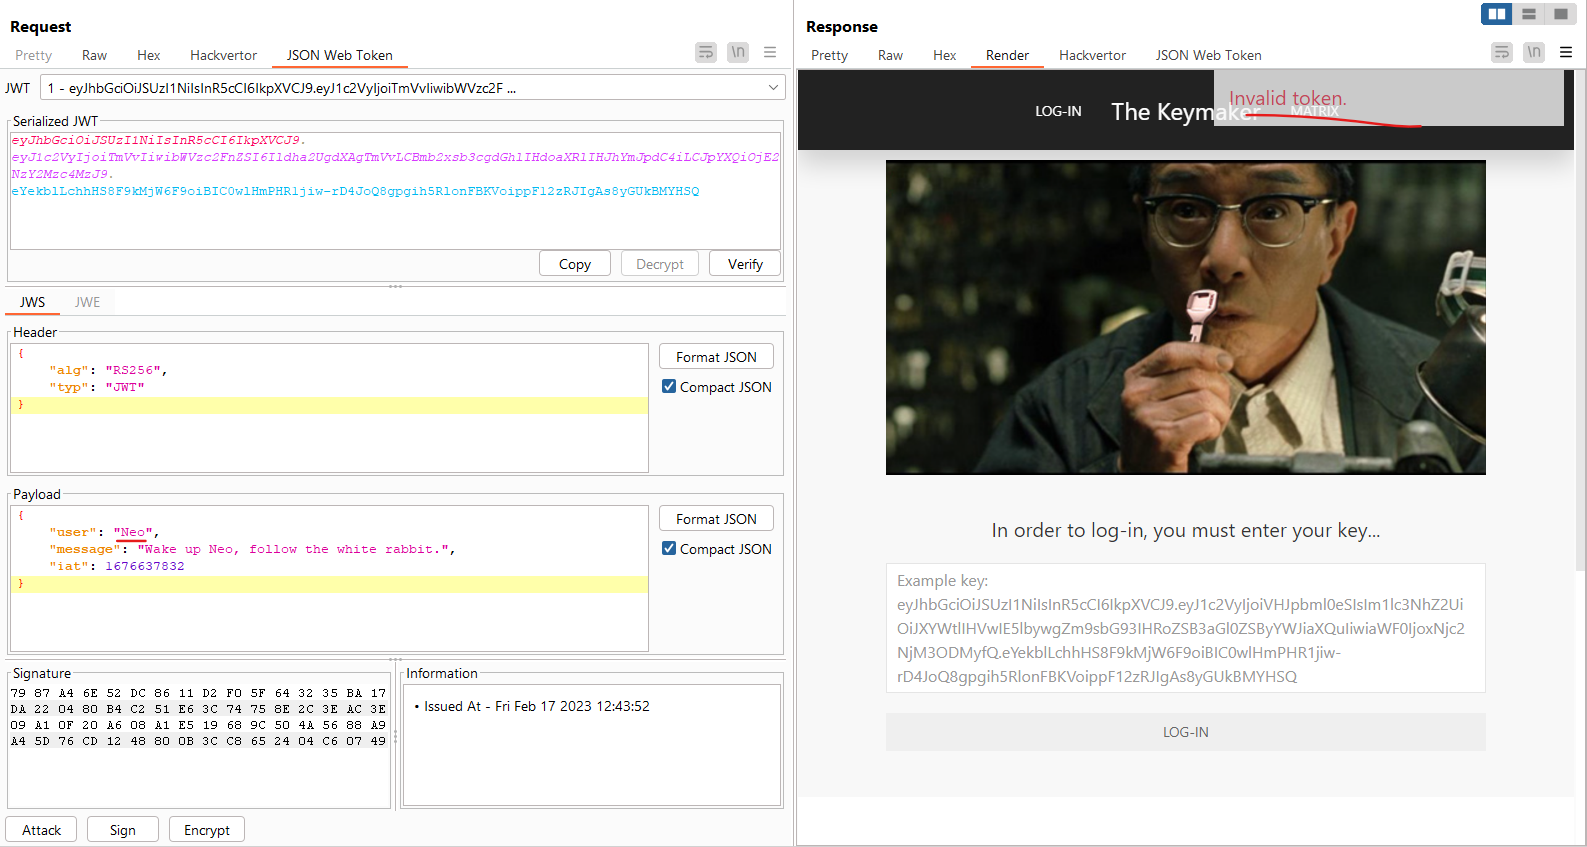 Request
Pretty Raw Hex Hackvertor JSON Web Token
\n
JWT 1 - eyJhbGciOiJSUzI1NiIsInR5cCI6IkpXVCJ9.eyJ1c2VyIjoiTmVvIiwibWVzc2F ...
Serialized JWT
eyJhbGciOiJSUzI1NiIsInR5cCI6IkpXVCJ9.
eyJ1c2VyIjoiTmVvIiwibWVzc2FnZSI6Ildha2UgdXAgTmVvLCBmb2xsb3cgdGhlIHdoaXRlIHJhYmJpdC4iLCJpYXQiOjE2
NzY2Mzc4MzJ9.
eYekblLchhHS8F9kMjW6F9oiBIC0wlHmPHR1jiw-rD4JoQ8gpgih5RlonFBKVoippF12zRJIgAs8yGUkBMYHSQ
Copy Decrypt Verify
JWS JWE
Header
{
"alg": "RS256",
"typ": "JWT"
}
Format JSON
Compact JSON
Payload
{
"user": "Neo",
"message": "Wake up Neo, follow the white rabbit.",
"iat": 1676637832
}
Format JSON
Compact JSON
Signature
79 87 A4 6E 52 DC 86 11 D2 F0 5F 64 32 35 BA 17
DA 22 04 80 B4 C2 51 E6 3C 74 75 8E 2C 3E AC 3E
09 A1 0F 20 A6 08 A1 E5 19 68 9C 50 4A 56 88 A9
A4 5D 76 CD 12 48 80 0B 3C C8 65 24 04 C6 07 49
Information
• Issued At - Fri Feb 17 2023 12:43:52
Attack Sign Encrypt
Response
Pretty Raw Hex Render Hackvertor JSON Web Token
\n
LOG-IN The Keymaker MATRIX
Invalid token.
In order to log-in, you must enter your key...
Example key:
eyJhbGciOiJSUzI1NiIsInR5cCI6IkpXVCJ9.eyJ1c2VyIjoiVHJpbml0eSIsIm1lc3NhZ2Ui
OiJXYWtlIHVwIE5lbywgZm9sbG93IHRoZSB3aGl0ZSByYWJiaXQuIiwiaWF0IjoxNjc2
NjM3ODMyfQ.eYekblLchhHS8F9kMjW6F9oiBIC0wlHmPHR1jiw-
rD4JoQ8gpgih5RlonFBKVoippF12zRJIgAs8yGUkBMYHSQ
LOG-IN